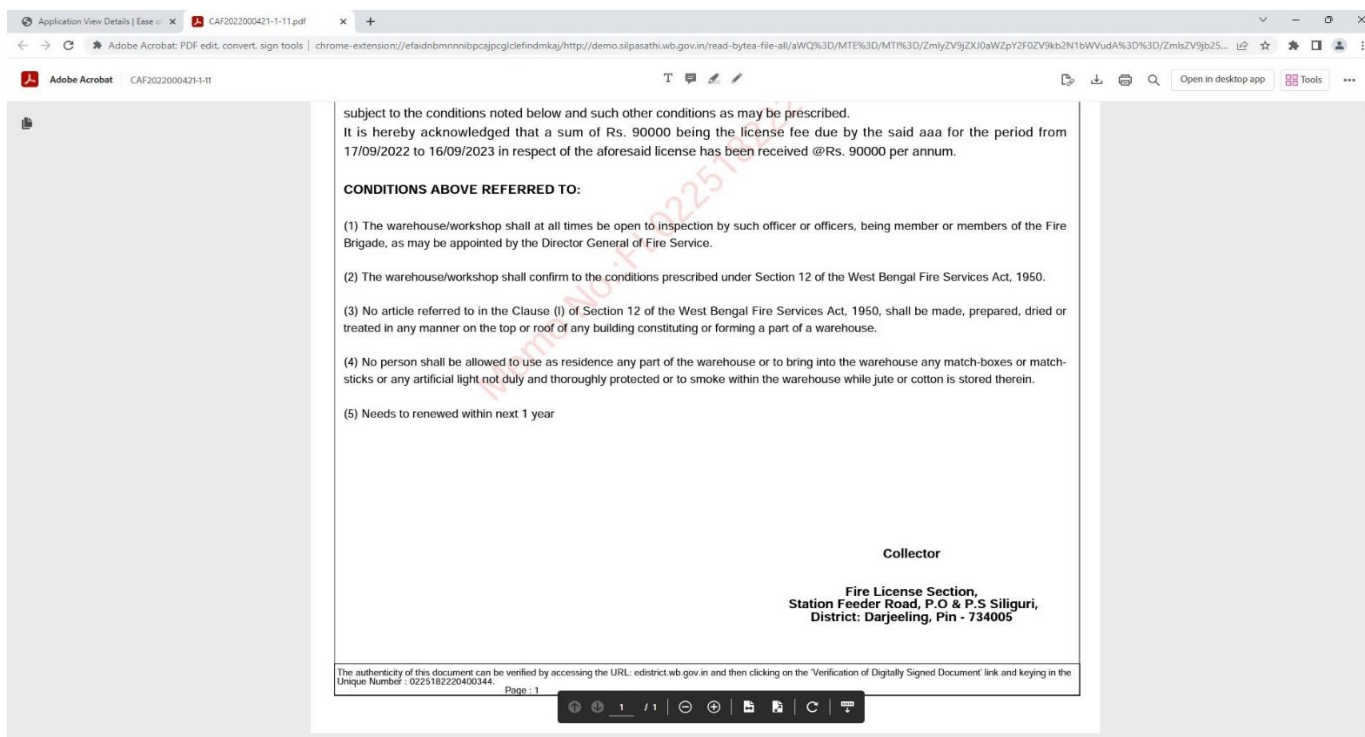 Application View Details | Ease of
CAF2022000421-1-11.pdf
Adobe Acrobat: PDF edit, convert, sign tools | chrome-extension://efaidnbmnnnibpcajpcglclefindmkaj/http://demo.silpasathi.wb.gov.in/read-bytea-file-all/aWQ%3D/MTE%3D/MTI%3D/ZmlyZV9jZXJ0aWZpY2F0ZV9kb2N1bWVudA%3D%3D/ZmlsZV9jb25...
Adobe Acrobat CAF2022000421-1-11
Open in desktop app
Tools
subject to the conditions noted below and such other conditions as may be prescribed.
It is hereby acknowledged that a sum of Rs. 90000 being the license fee due by the said aaa for the period from
17/09/2022 to 16/09/2023 in respect of the aforesaid license has been received @Rs. 90000 per annum.
CONDITIONS ABOVE REFERRED TO:
(1) The warehouse/workshop shall at all times be open to inspection by such officer or officers, being member or members of the Fire
Brigade, as may be appointed by the Director General of Fire Service.
(2) The warehouse/workshop shall confirm to the conditions prescribed under Section 12 of the West Bengal Fire Services Act, 1950.
(3) No article referred to in the Clause (I) of Section 12 of the West Bengal Fire Services Act, 1950, shall be made, prepared, dried or
treated in any manner on the top or roof of any building constituting or forming a part of a warehouse.
(4) No person shall be allowed to use as residence any part of the warehouse or to bring into the warehouse any match-boxes or match-
sticks or any artificial light not duly and thoroughly protected or to smoke within the warehouse while jute or cotton is stored therein.
(5) Needs to renewed within next 1 year
Collector
Fire License Section,
Station Feeder Road, P.O & P.S Siliguri,
District: Darjeeling, Pin - 734005
The authenticity of this document can be verified by accessing the URL: edistrict.wb.gov.in and then clicking on the 'Verification of Digitally Signed Document' link and keying in the
Unique Number : 0225182220400344.
Page : 1
1 / 1
Memo No.: